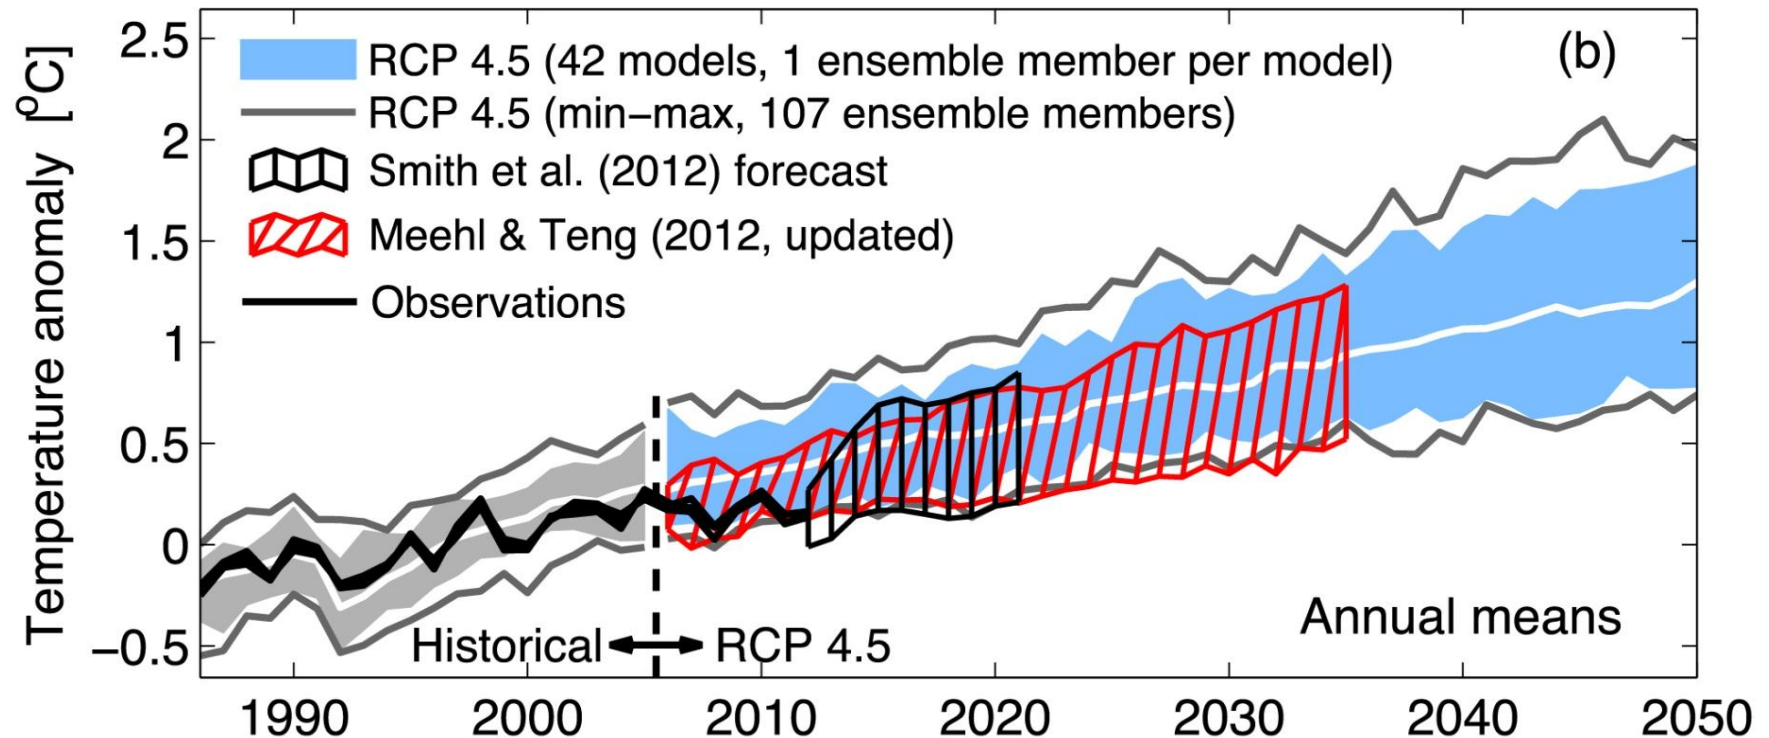 2.5
2
1.5
1
0.5
0
−0.5
Temperature anomaly [ºC]
RCP 4.5 (42 models, 1 ensemble member per model)
(b)
RCP 4.5 (min−max, 107 ensemble members)
Smith et al. (2012) forecast
Meehl & Teng (2012, updated)
Observations
Annual means
Historical
RCP 4.5
1990 2000 2010 2020 2030 2040 2050